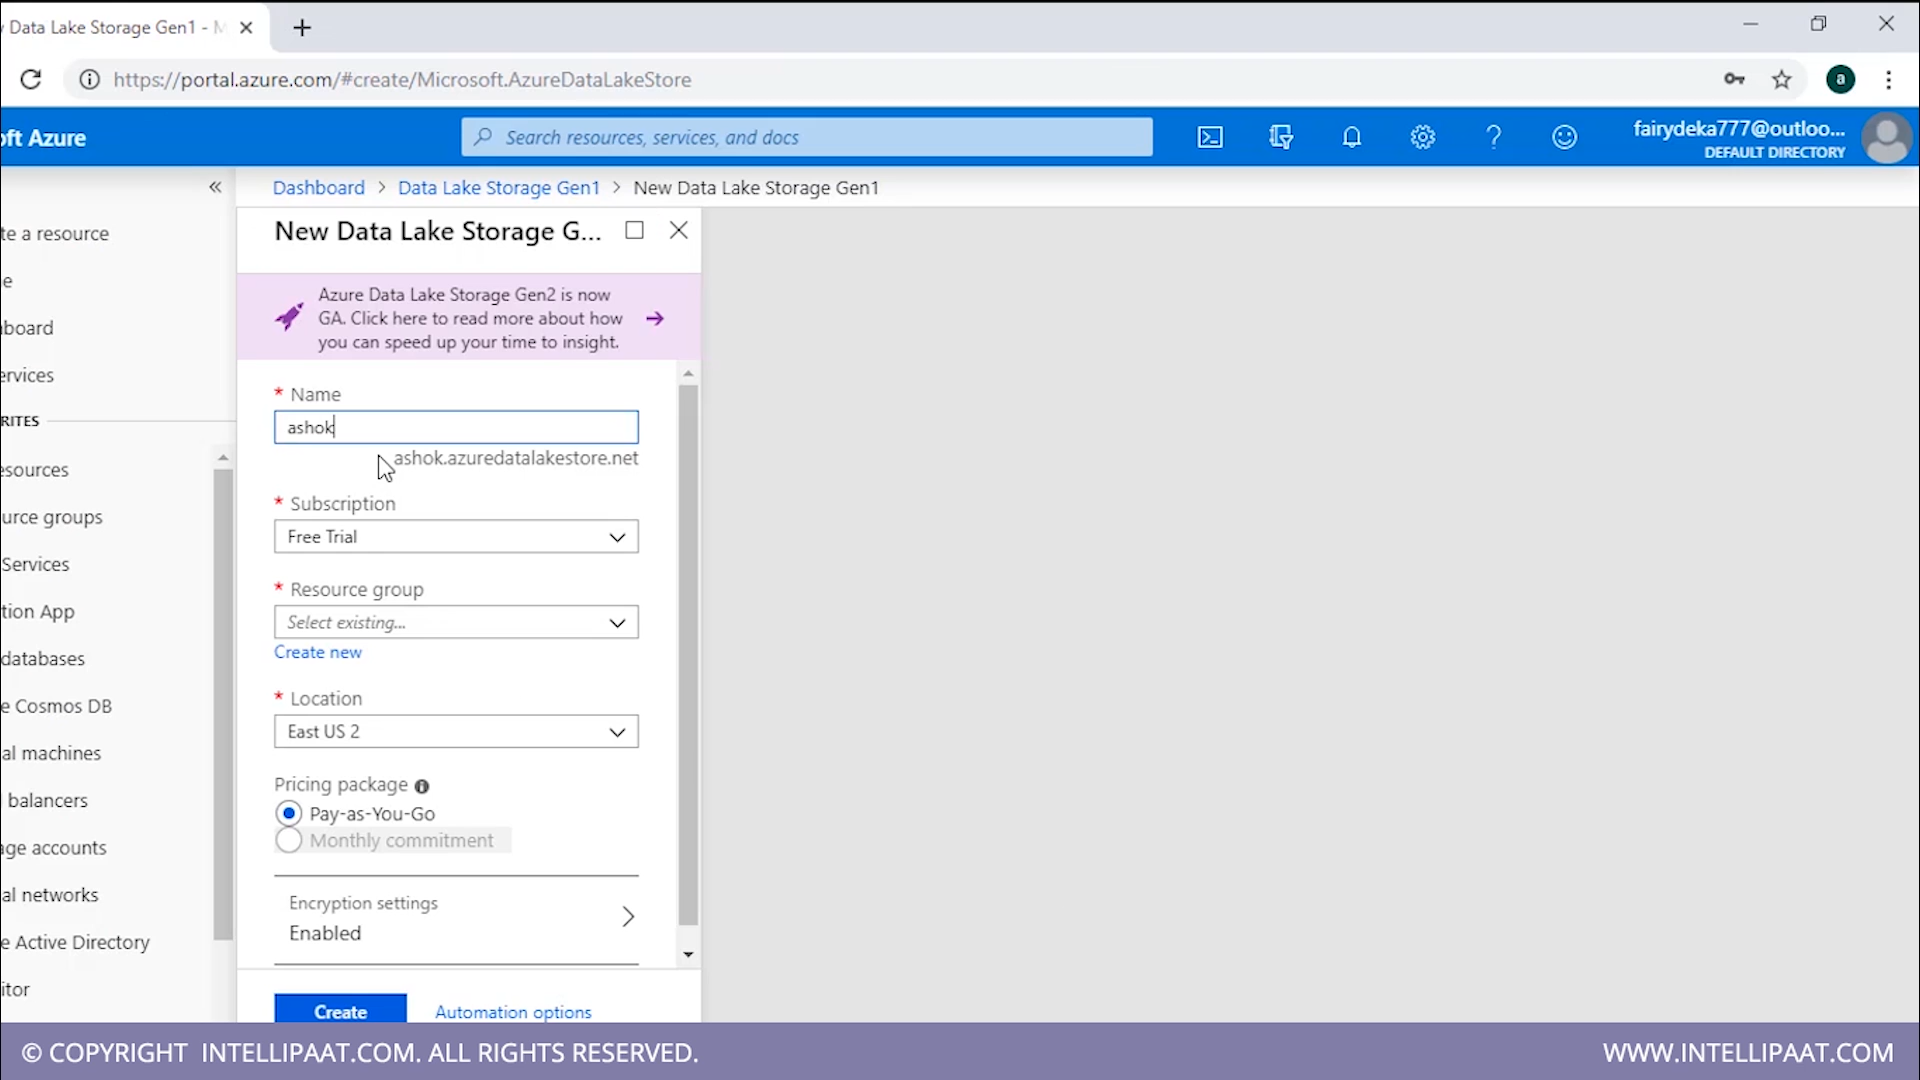 Data Lake Storage Gen1 - M
https://portal.azure.com/#create/Microsoft.AzureDataLakeStore
a
oft Azure
Search resources, services, and docs
fairydeka777@outloo...
DEFAULT DIRECTORY
Dashboard > Data Lake Storage Gen1 > New Data Lake Storage Gen1
te a resource
e
board
ervices
RITES
esources
urce groups
Services
tion App
databases
e Cosmos DB
al machines
balancers
age accounts
al networks
e Active Directory
itor
New Data Lake Storage G...
Azure Data Lake Storage Gen2 is now
GA. Click here to read more about how
you can speed up your time to insight.
* Name
ashok
ashok.azuredatalakestore.net
* Subscription
Free Trial
* Resource group
Select existing...
Create new
* Location
East US 2
Pricing package
Pay-as-You-Go
Monthly commitment
Encryption settings
Enabled
Create
Automation options
© COPYRIGHT INTELLIPAAT.COM. ALL RIGHTS RESERVED.
WWW.INTELLIPAAT.COM